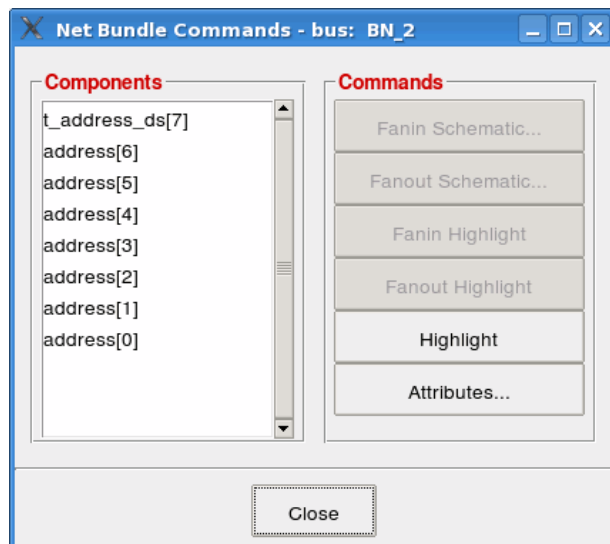 Net Bundle Commands - bus: BN_2
Components
t_address_ds[7]
address[6]
address[5]
address[4]
address[3]
address[2]
address[1]
address[0]
Commands
Fanin Schematic...
Fanout Schematic...
Fanin Highlight
Fanout Highlight
Highlight
Attributes...
Close